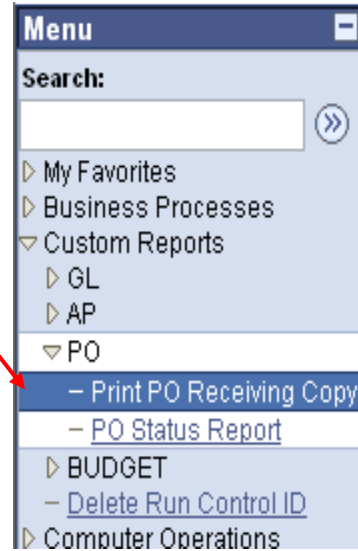 Menu
Search:
My Favorites
Business Processes
Custom Reports
GL
AP
PO
– Print PO Receiving Copy
– PO Status Report
BUDGET
– Delete Run Control ID
Computer Operations